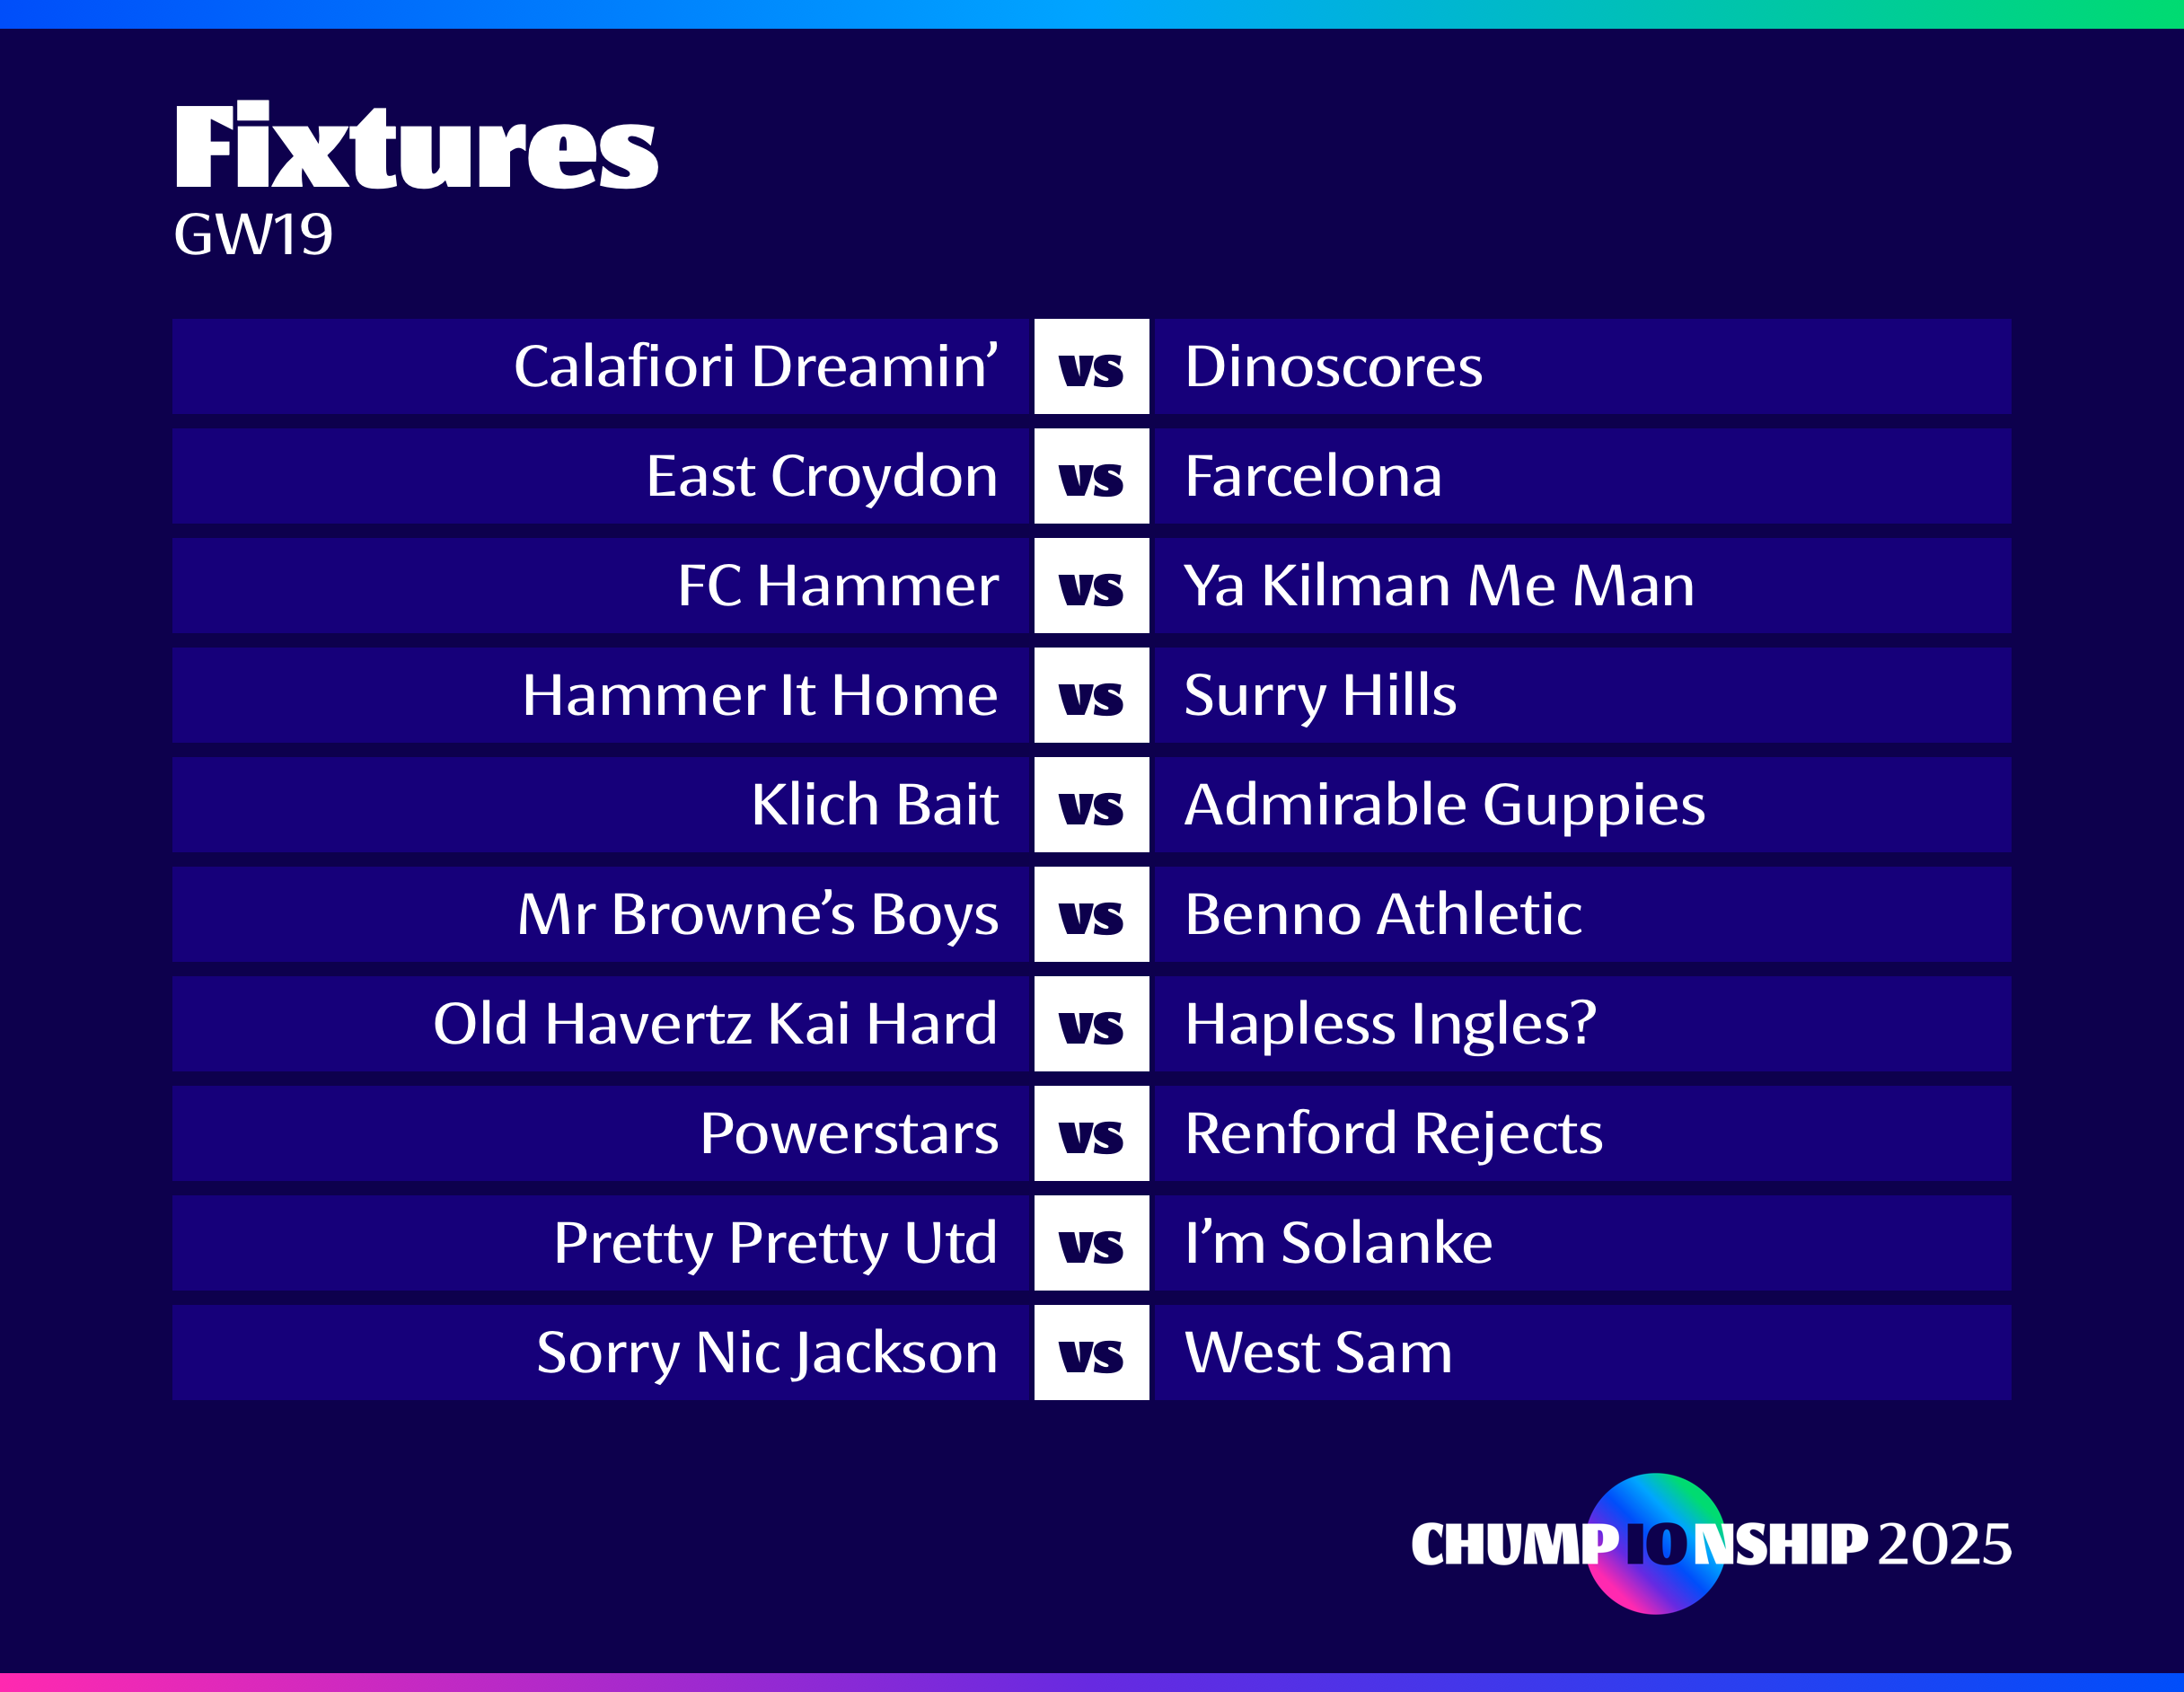 Fixtures
GW19
Calafiori Dreamin’ vs Dinoscores
East Croydon vs Farcelona
FC Hammer vs Ya Kilman Me Man
Hammer It Home vs Surry Hills
Klich Bait vs Admirable Guppies
Mr Browne’s Boys vs Benno Athletic
Old Havertz Kai Hard vs Hapless Ingles?
Powerstars vs Renford Rejects
Pretty Pretty Utd vs I’m Solanke
Sorry Nic Jackson vs West Sam
CHUMPIONSHIP 2025